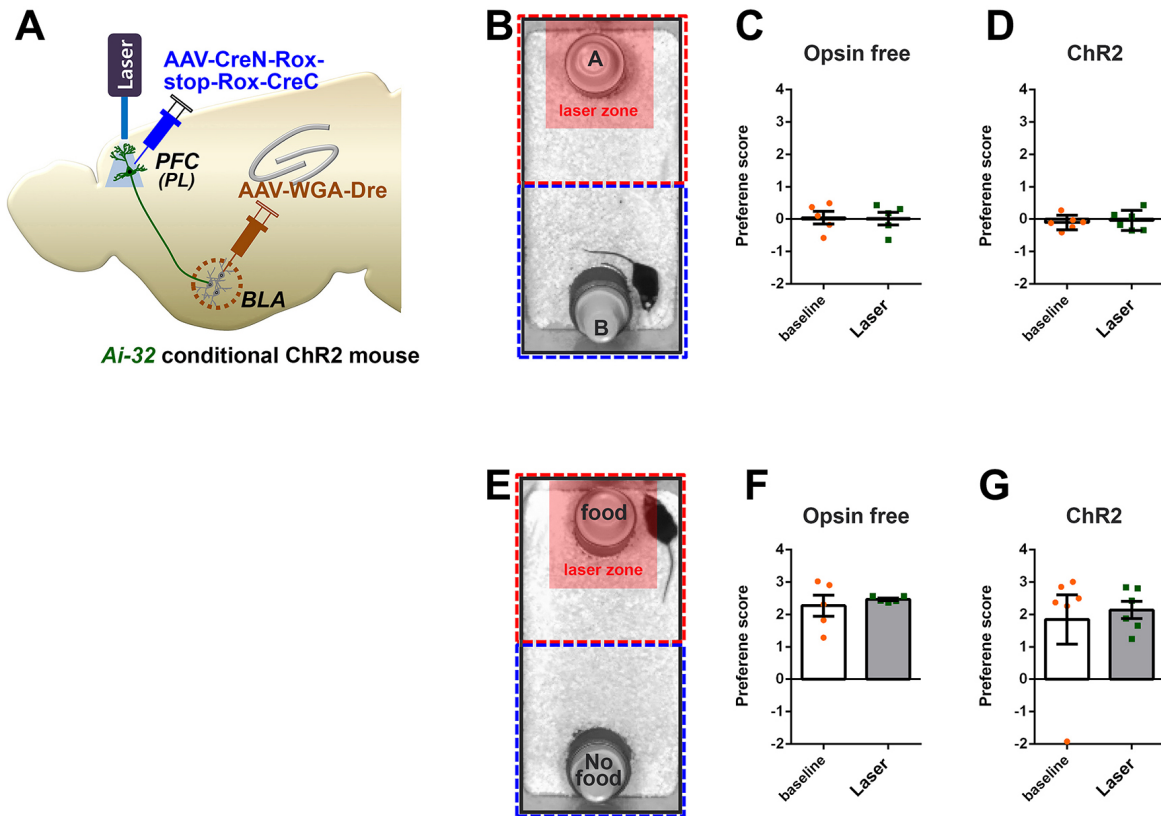 A
Laser
AAV-CreN-Rox-
stop-Rox-CreC
PFC
(PL)
AAV-WGA-Dre
BLA
Ai-32 conditional ChR2 mouse
B
A
laser zone
B
C
Opsin free
Preferene score
4
3
2
1
0
-1
-2
baseline
Laser
D
ChR2
Preferene score
4
3
2
1
0
-1
-2
baseline
Laser
E
food
laser zone
No
food
F
Opsin free
Preferene score
4
3
2
1
0
-1
-2
baseline
Laser
G
ChR2
Preferene score
4
3
2
1
0
-1
-2
baseline
Laser